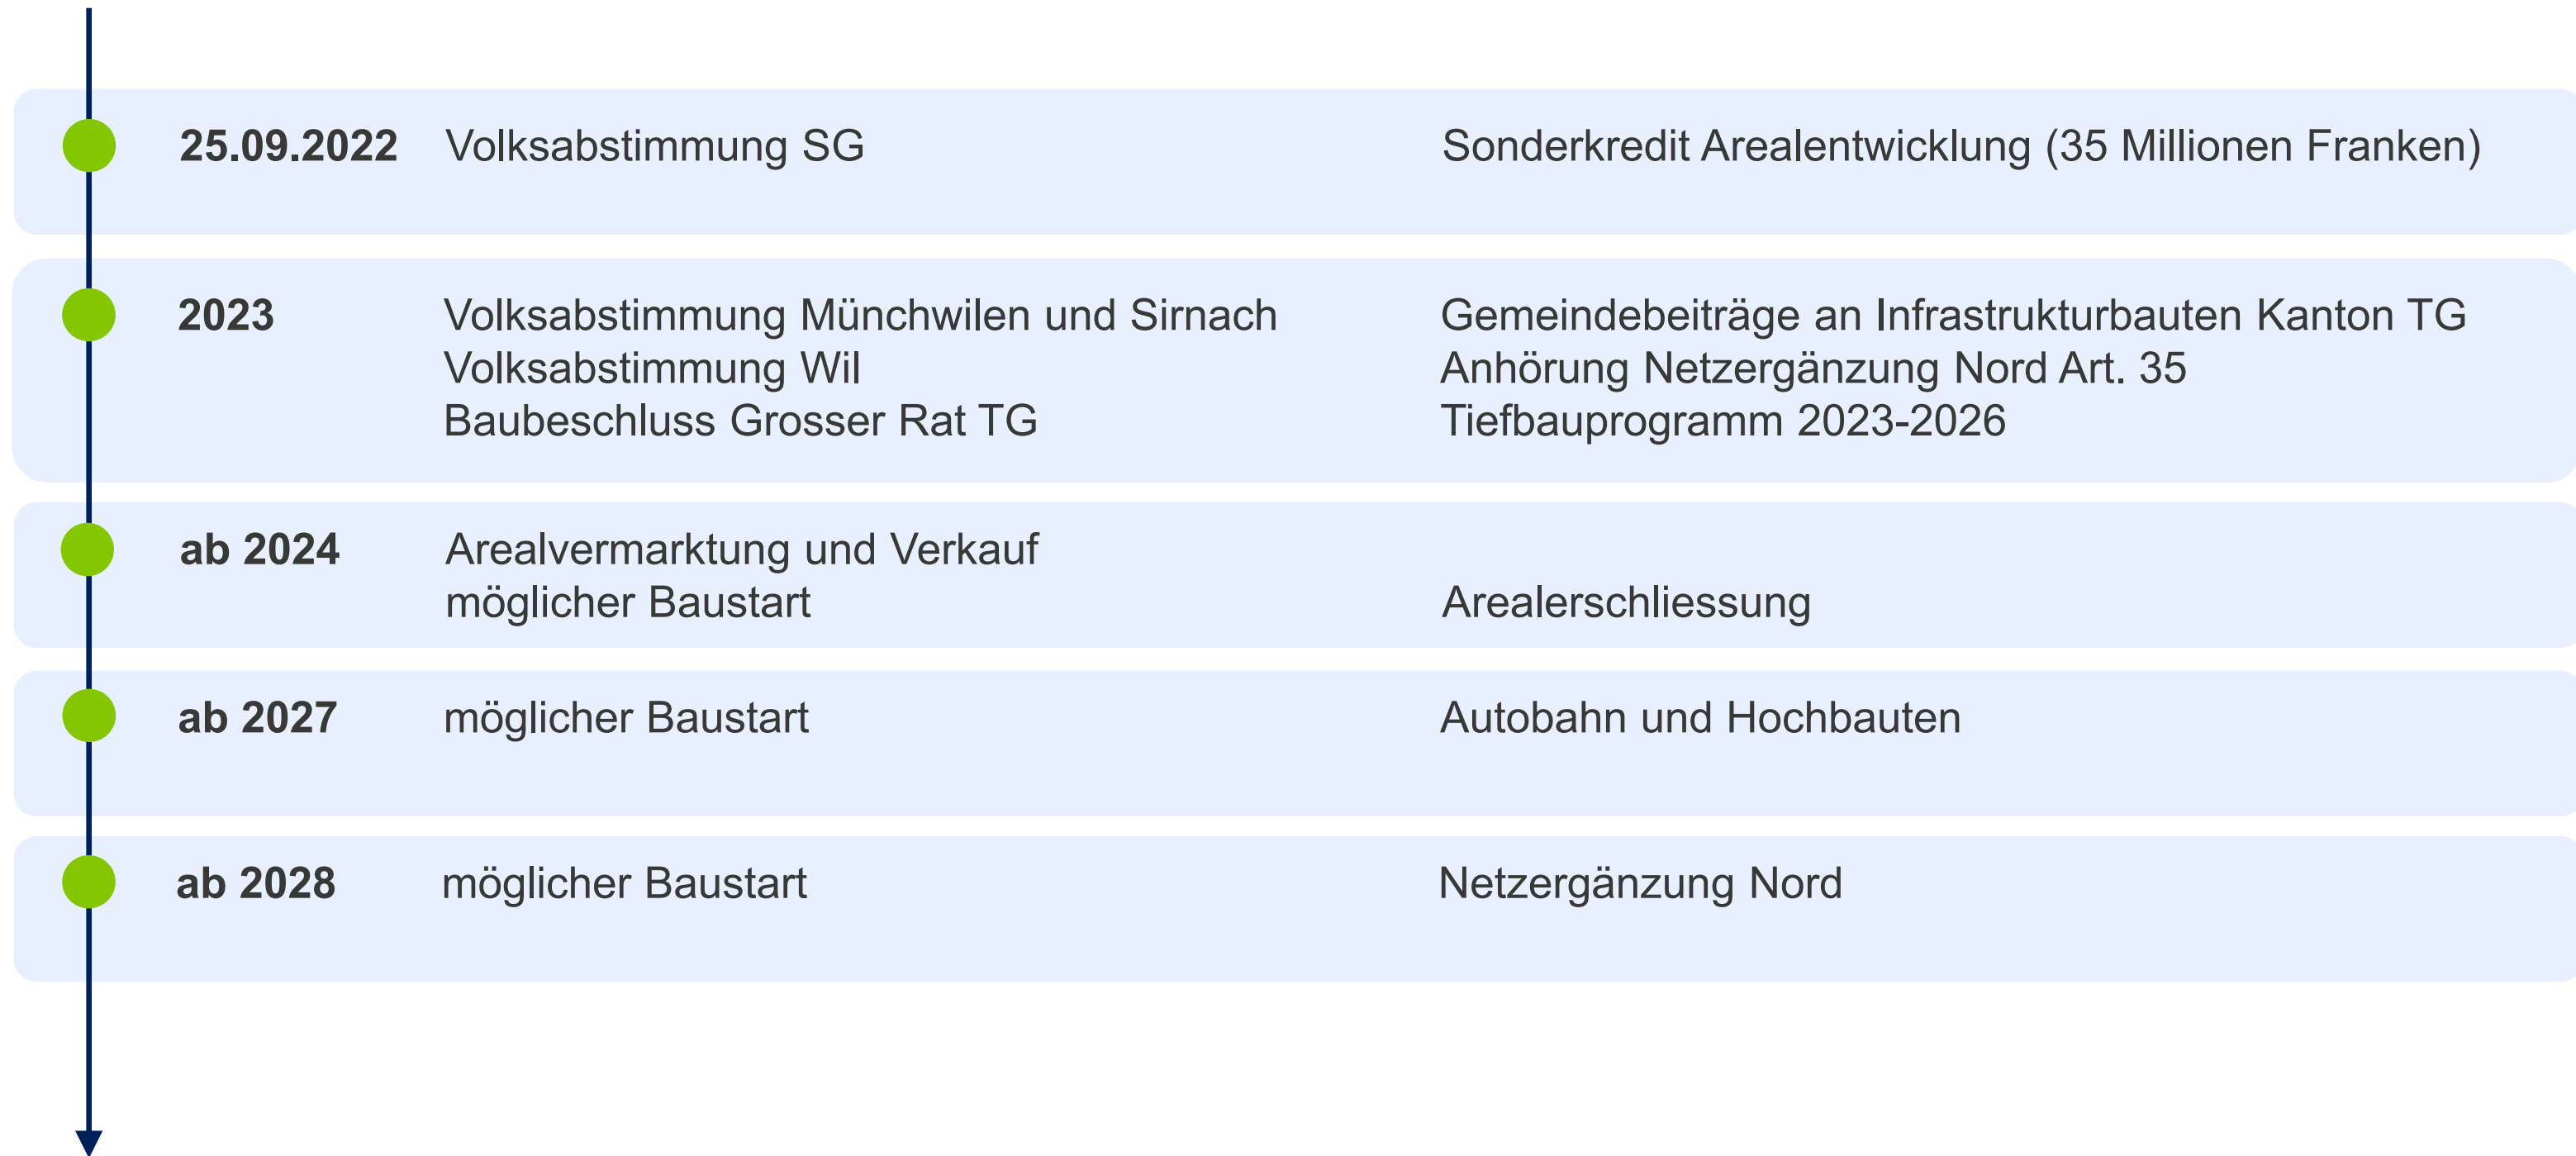 25.09.2022 Volksabstimmung SG Sonderkredit Arealentwicklung (35 Millionen Franken)
2023 Volksabstimmung Münchwilen und Sirnach Gemeindebeiträge an Infrastrukturbauten Kanton TG
Volksabstimmung Wil Anhörung Netzergänzung Nord Art. 35
Baubeschluss Grosser Rat TG Tiefbauprogramm 2023-2026
ab 2024 Arealvermarktung und Verkauf
möglicher Baustart Arealerschliessung
ab 2027 möglicher Baustart Autobahn und Hochbauten
ab 2028 möglicher Baustart Netzergänzung Nord